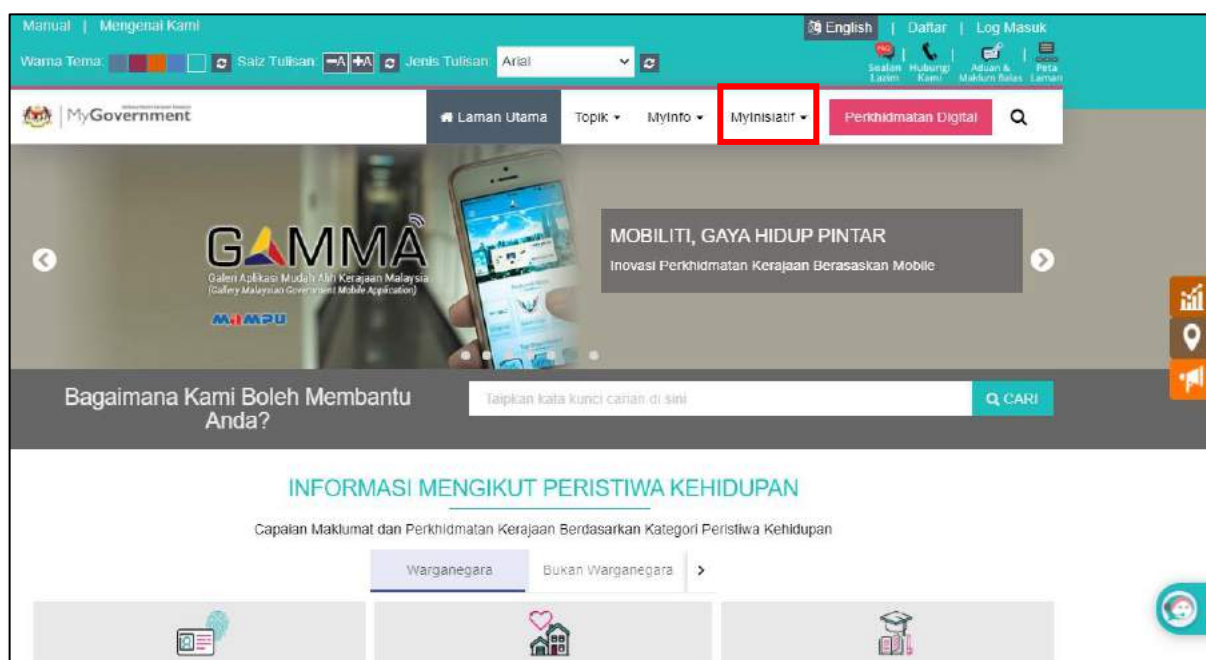 Manual | Mengenai Kami
English | Daftar | Log Masuk
Warna Tema: Saiz Tulisan: -A +A Jenis Tulisan: Arial
Soalan Lazim | Hubungi Kami | Aduan & Maklum Balas | Peta Laman
MyGovernment
Laman Utama Topik MyInfo MyInisiatif Perkhidmatan Digital
GAMMA
Galeri Aplikasi Mudah Alih Kerajaan Malaysia
(Gallery Malaysian Government Mobile Application)
MAMPU
MOBILITI, GAYA HIDUP PINTAR
Inovasi Perkhidmatan Kerajaan Berasaskan Mobile
Bagaimana Kami Boleh Membantu
Anda?
Taipkan kata kunci carian di sini
CARI
INFORMASI MENGIKUT PERISTIWA KEHIDUPAN
Capaian Maklumat dan Perkhidmatan Kerajaan Berdasarkan Kategori Peristiwa Kehidupan
Warganegara Bukan Warganegara